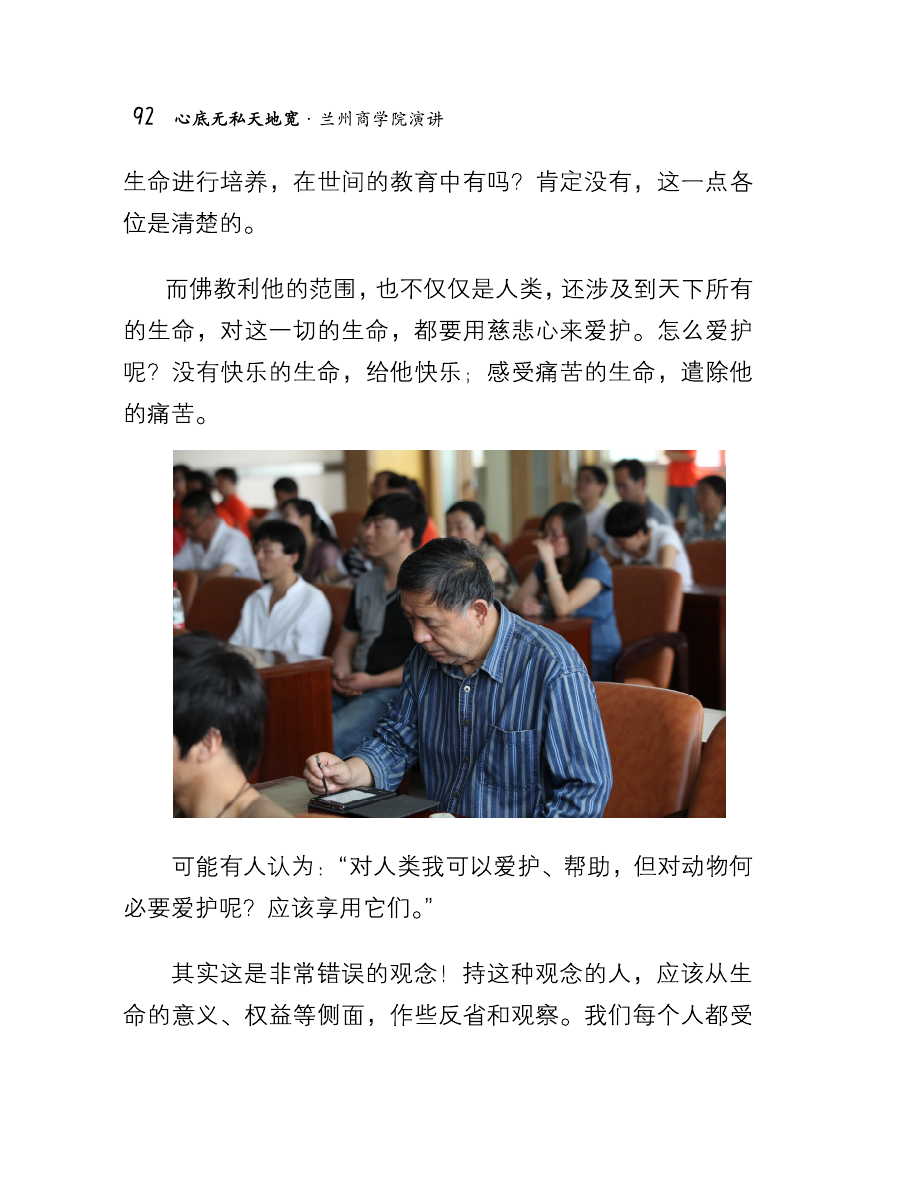 92 心底无私天地宽·兰州商学院演讲
生命进行培养，在世间的教育中有吗？肯定没有，这一点各
位是清楚的。
而佛教利他的范围，也不仅仅是人类，还涉及到天下所有
的生命，对这一切的生命，都要用慈悲心来爱护。怎么爱护
呢？没有快乐的生命，给他快乐；感受痛苦的生命，遣除他
的痛苦。
可能有人认为：“对人类我可以爱护、帮助，但对动物何
必要爱护呢？应该享用它们。”
其实这是非常错误的观念！持这种观念的人，应该从生
命的意义、权益等侧面，作些反省和观察。我们每个人都受